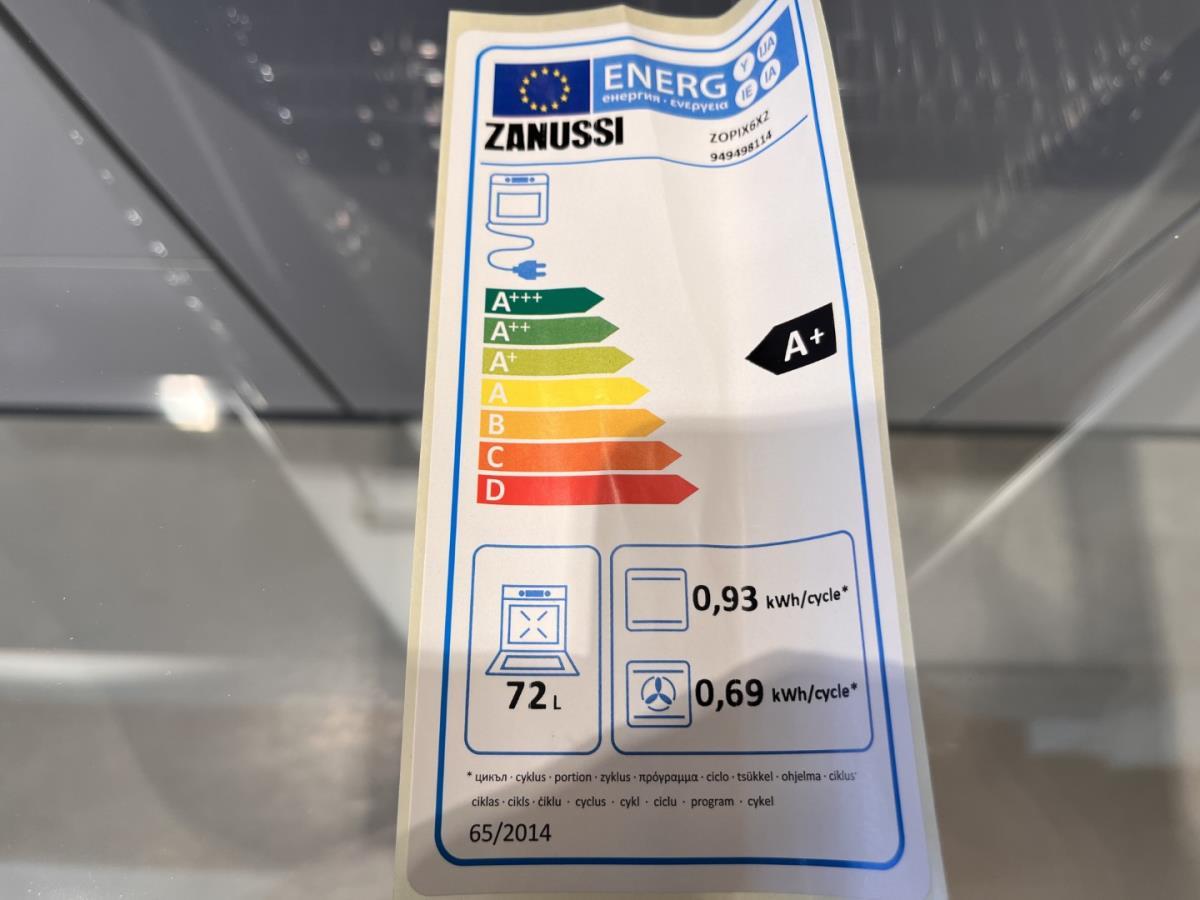 ENERG
енергия · ενεργεια
Y
IJA
IE
IA
ZANUSSI
ZOPIX6X2
949498114
A+++
A++
A+
A
B
C
D
A+
72 L
0,93 kWh/cycle*
0,69 kWh/cycle*
* цикъл · cyklus · portion · zyklus · πρόγραμμα · ciclo · tsükkel · ohjelma · ciklus
ciklas · cikls · ċiklu · cyclus · cykl · ciclu · program · cykel
65/2014